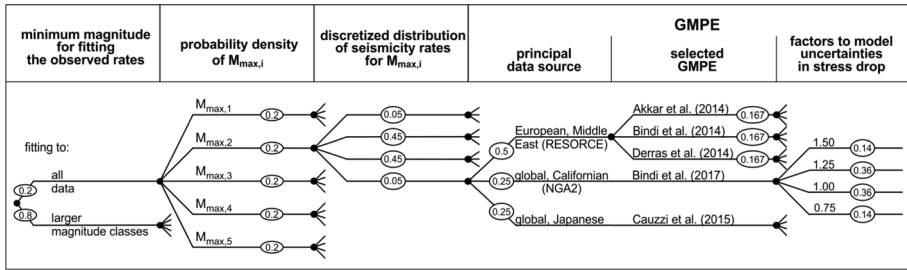 minimum magnitude
for fitting
the observed rates
probability density
of Mmax,i
discretized distribution
of seismicity rates
for Mmax,i
GMPE
principal
data source
selected
GMPE
factors to model
uncertainties
in stress drop
fitting to:
all
data
0.2
0.8
larger
magnitude classes
Mmax,1 0.2
Mmax,2 0.2
Mmax,3 0.2
Mmax,4 0.2
Mmax,5 0.2
0.05
0.45
0.45
0.05
0.5
European, Middle
East (RESORCE)
0.25
global, Californian
(NGA2)
0.25
global, Japanese
Akkar et al. (2014) 0.167
Bindi et al. (2014) 0.167
Derras et al. (2014) 0.167
Bindi et al. (2017)
Cauzzi et al. (2015)
1.50 0.14
1.25 0.36
1.00 0.36
0.75 0.14